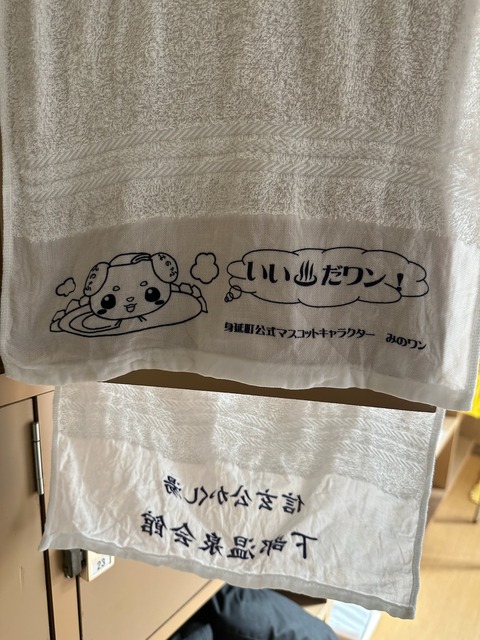 いい♨だワン!
身延町公式マスコットキャラクター みのワン
信玄公かくし湯
下部温泉会館
23